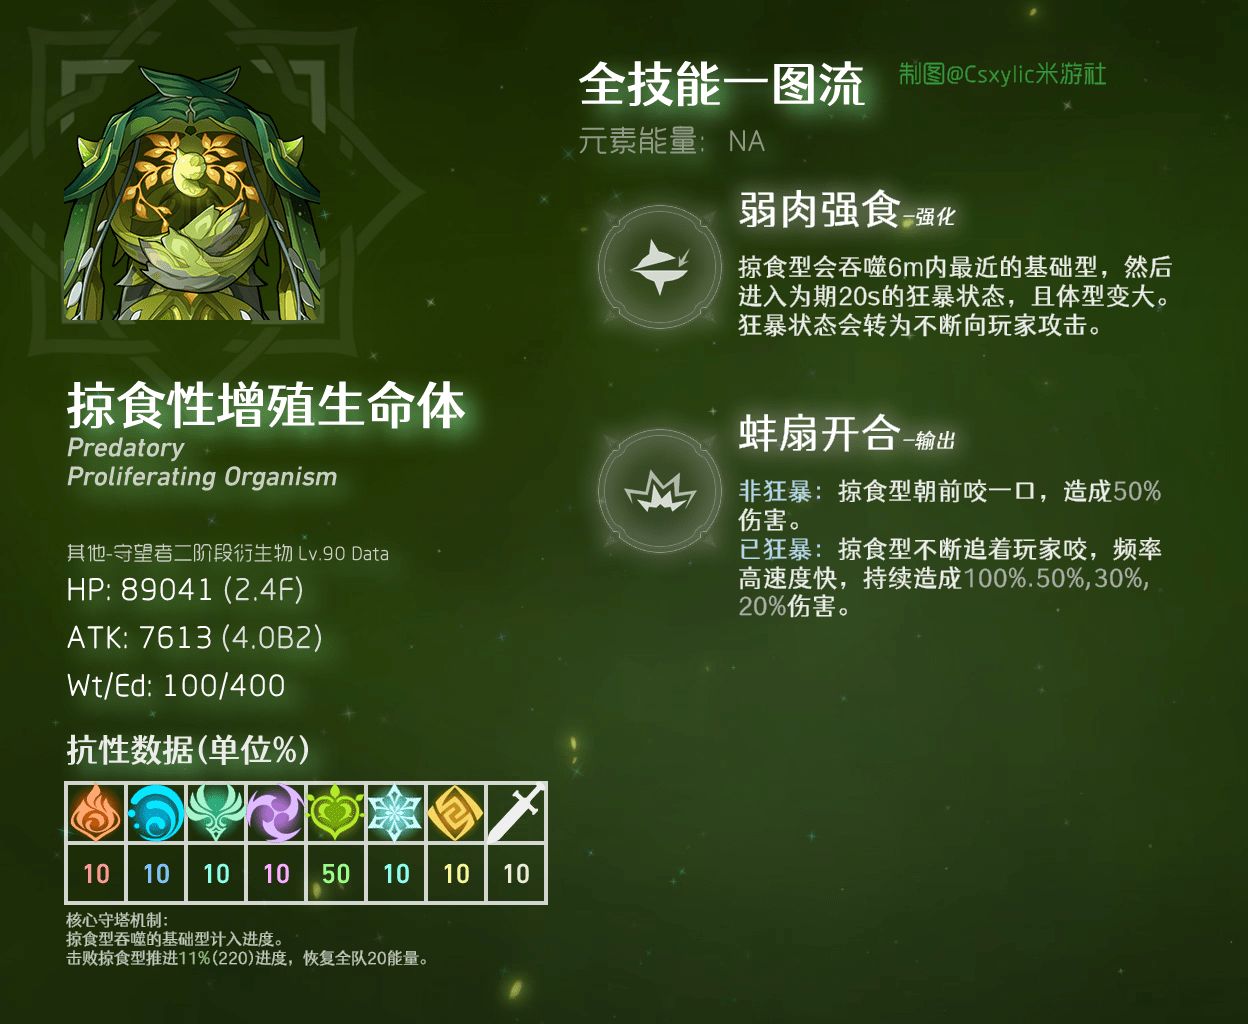 全技能一图流
制图@Csxylic米游社
元素能量： NA
弱肉强食-强化
掠食型会吞噬6m内最近的基础型，然后
进入为期20s的狂暴状态，且体型变大。
狂暴状态会转为不断向玩家攻击。
蚌扇开合-输出
非狂暴：掠食型朝前咬一口，造成50%
伤害。
已狂暴：掠食型不断追着玩家咬，频率
高速度快，持续造成100%.50%,30%,
20%伤害。
掠食性增殖生命体
Predatory
Proliferating Organism
其他-守望者二阶段衍生物 Lv.90 Data
HP: 89041 (2.4F)
ATK: 7613 (4.0B2)
Wt/Ed: 100/400
抗性数据(单位%)
10 10 10 10 50 10 10 10
核心守塔机制：
掠食型吞噬的基础型计入进度。
击败掠食型推进11%(220)进度，恢复全队20能量。